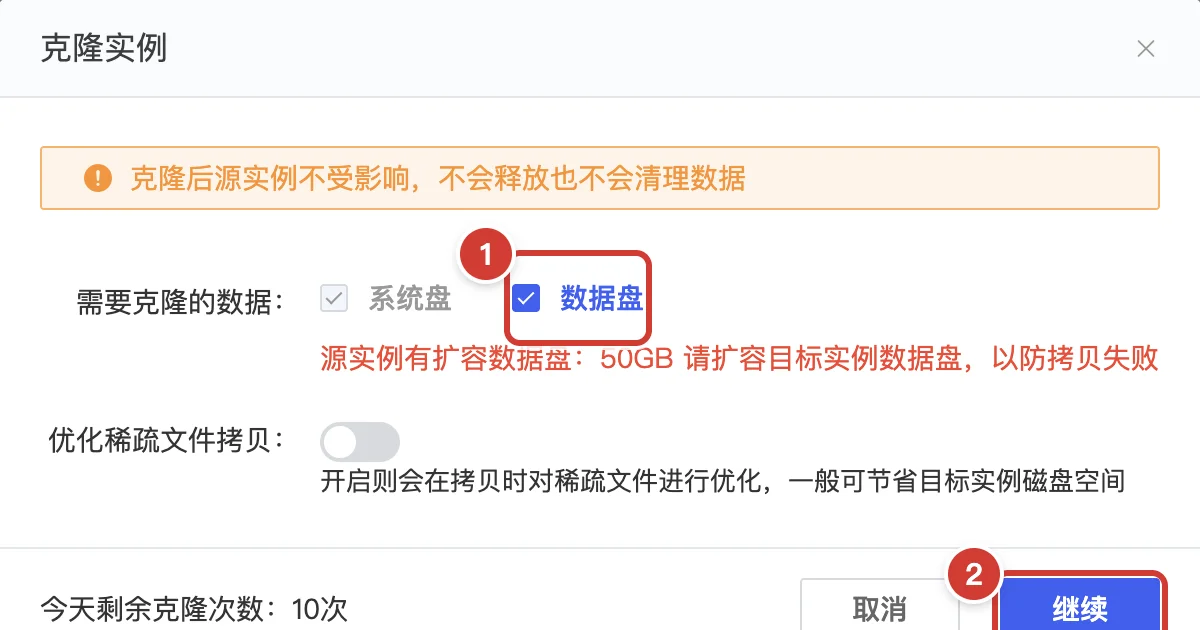 克隆实例
! 克隆后源实例不受影响，不会释放也不会清理数据
1
需要克隆的数据： 系统盘 数据盘
源实例有扩容数据盘：50GB 请扩容目标实例数据盘，以防拷贝失败
优化稀疏文件拷贝：
开启则会在拷贝时对稀疏文件进行优化，一般可节省目标实例磁盘空间
2
今天剩余克隆次数：10次 取消 继续